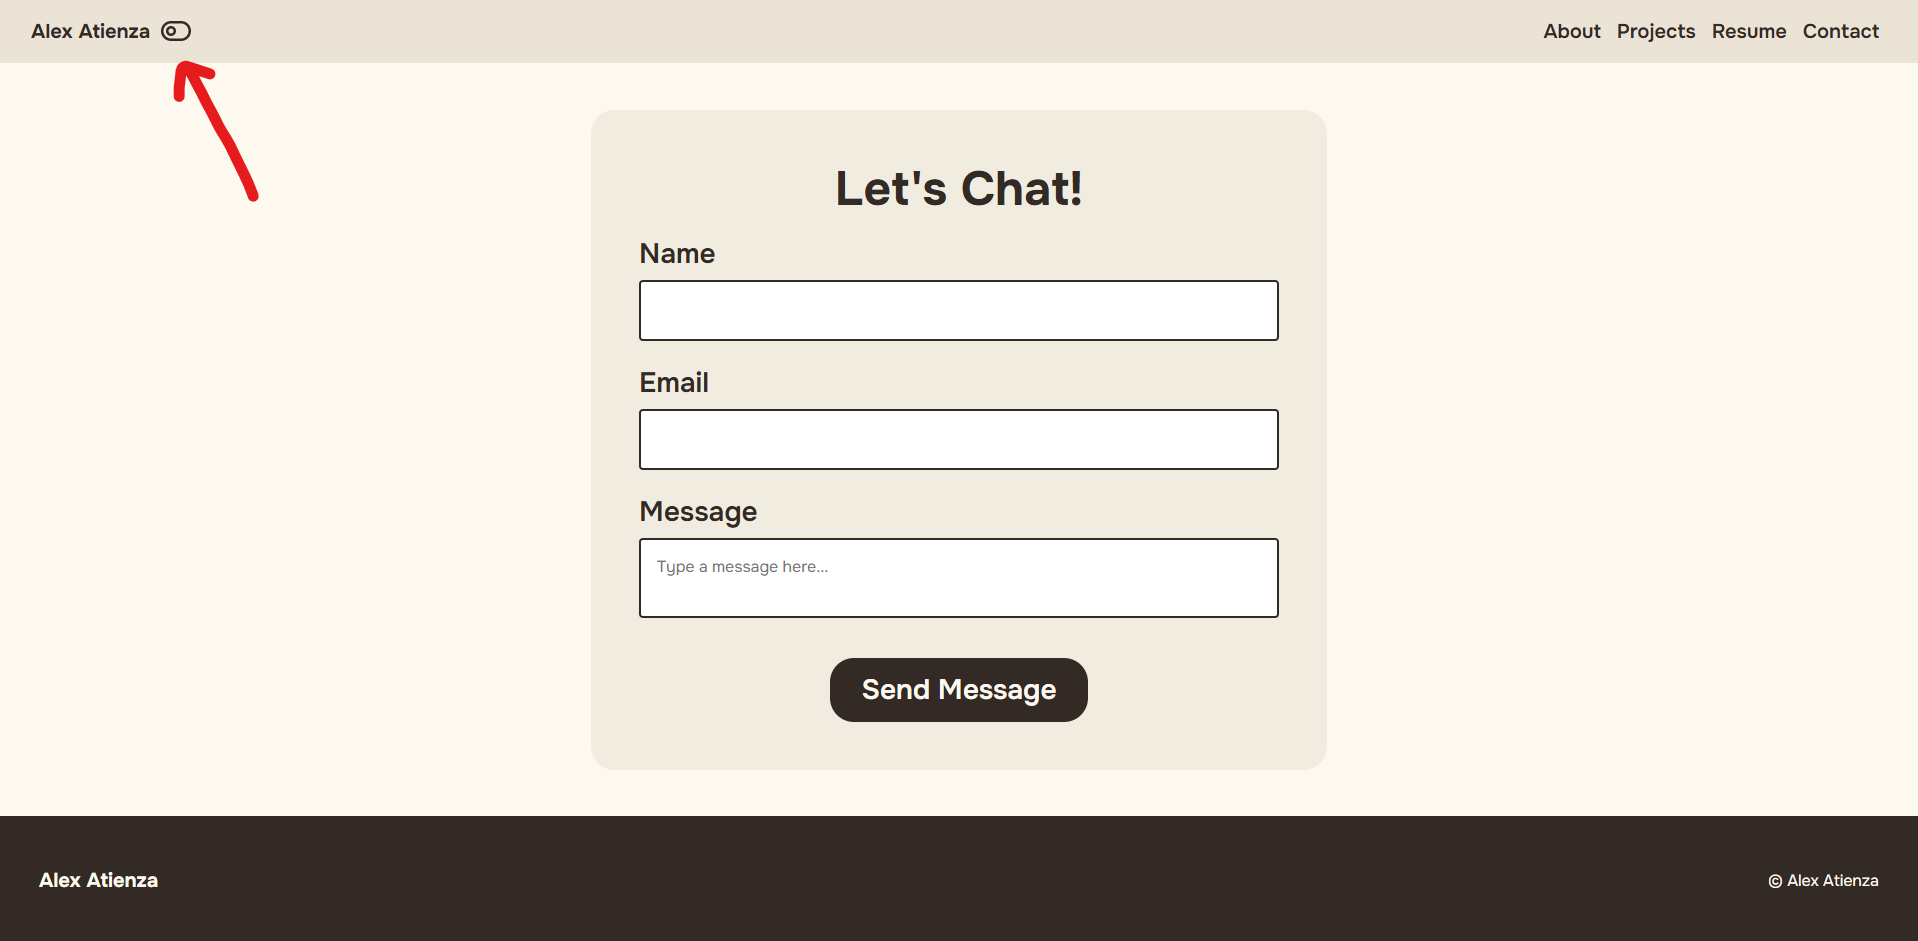 Alex Atienza About Projects Resume Contact
Let's Chat!
Name
Email
Message
Type a message here...
Send Message
Alex Atienza © Alex Atienza